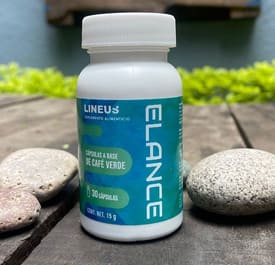 LINEUS
SUPLEMENTO ALIMENTICIO
CÁPSULAS A BASE
DE CAFÉ VERDE
30 CÁPSULAS
CONT. NET. 15 g
ELANCE